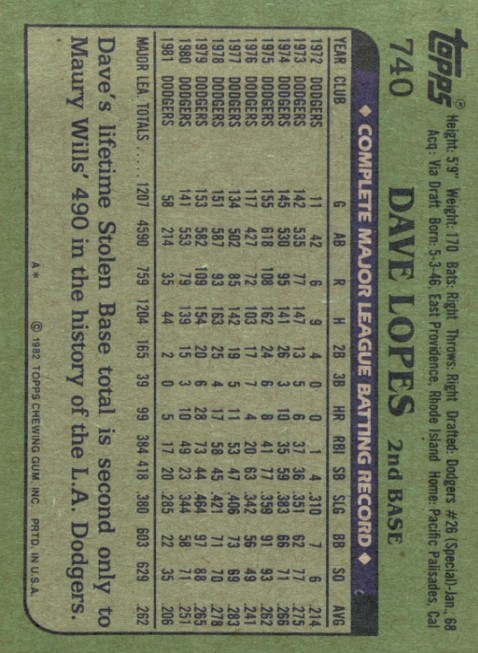 topps®
Height: 5'9" Weight: 170 Bats: Right Throws: Right Drafted: Dodgers #26 (Special)-Jan., 68
Acq: Via Draft Born: 5-3-46, East Providence, Rhode Island Home: Pacific Palisades, Cal
740 DAVE LOPES 2nd BASE
◆ COMPLETE MAJOR LEAGUE BATTING RECORD ◆
YEAR CLUB G AB R H 2B 3B HR RBI SB SLG BB SO AVG
1972 DODGERS 11 42 6 9 4 0 0 1 4 .310 7 6 .214
1973 DODGERS 142 535 77 147 13 5 6 37 36 .351 62 77 .275
1974 DODGERS 145 530 95 141 26 3 10 35 59 .383 66 71 .266
1975 DODGERS 155 618 108 162 24 6 8 41 77 .359 91 93 .262
1976 DODGERS 117 427 72 103 17 7 4 20 63 .342 56 49 .241
1977 DODGERS 134 502 85 142 19 5 11 53 47 .406 73 69 .283
1978 DODGERS 151 587 93 163 25 4 17 58 45 .421 71 70 .278
1979 DODGERS 153 582 109 154 20 6 28 73 44 .464 97 88 .265
1980 DODGERS 141 553 79 139 15 3 10 49 23 .344 58 71 .251
1981 DODGERS 58 214 35 44 2 0 5 17 20 .285 22 35 .206
MAJOR LEA. TOTALS ..... 1207 4590 759 1204 165 39 99 384 418 .380 603 629 .262
Dave's lifetime Stolen Base total is second only to
Maury Wills' 490 in the history of the L.A. Dodgers.
A* © 1982 TOPPS CHEWING GUM, INC. PRTD. IN U.S.A.